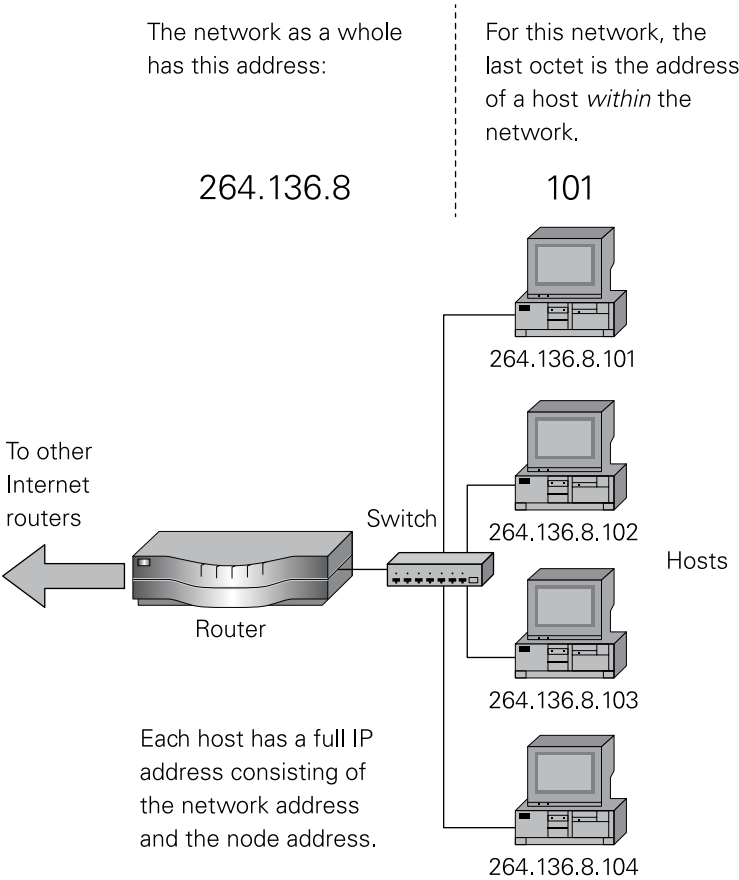 The network as a whole
has this address:
For this network, the
last octet is the address
of a host within the
network.
264.136.8
101
264.136.8.101
To other
Internet
routers
Switch
264.136.8.102
Hosts
Router
264.136.8.103
Each host has a full IP
address consisting of
the network address
and the node address.
264.136.8.104